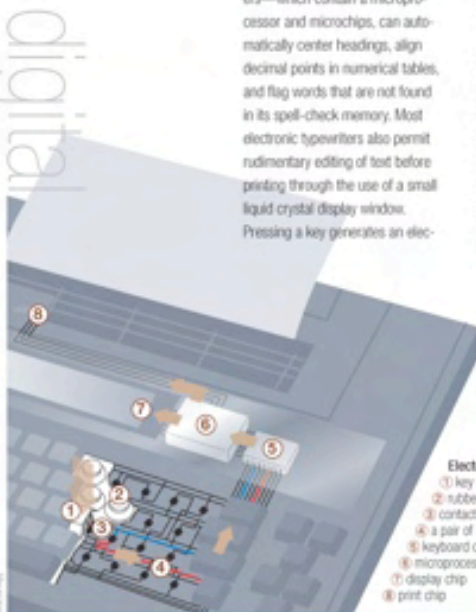 digital
cessor and microchips, can auto-
matically center headings, align
decimal points in numerical tables,
and flag words that are not found
in its spell-check memory. Most
electronic typewriters also permit
rudimentary editing of text before
printing through the use of a small
liquid crystal display window.
Pressing a key generates an elec-
8
7
6
5
2
1
3
4
Elect
① key
② rubbe
③ contact
④ a pair of
⑤ keyboard
⑥ microproces
⑦ display chip
⑧ print chip